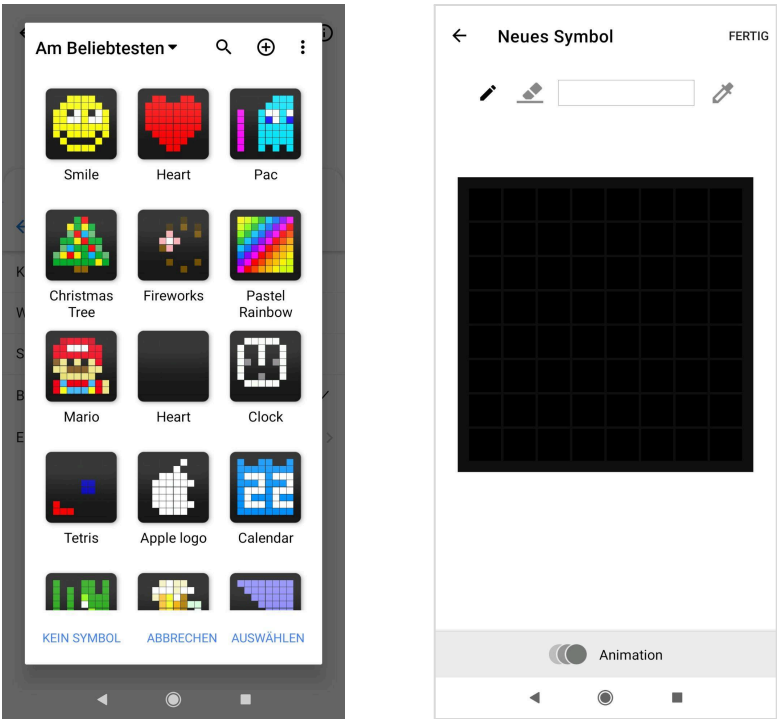 Am Beliebtesten
Smile
Heart
Pac
Christmas
Tree
Fireworks
Pastel
Rainbow
Mario
Heart
Clock
22
Tetris
Apple logo
Calendar
KEIN SYMBOL
ABBRECHEN
AUSWÄHLEN
K
W
S
B
E
Neues Symbol
FERTIG
Animation